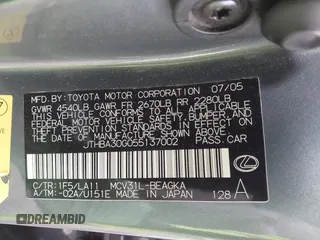 MFD. BY:TOYOTA MOTOR CORPORATION 07/05
GVWR 4540LB GAWR FR 2670LB RR 2280LB
THIS VEHICLE CONFORMS TO ALL APPLICABLE
FEDERAL MOTOR VEHICLE SAFETY, BUMPER, AND
THEFT PREVENTION STANDARDS IN EFFECT ON
THE DATE OF MANUFACTURE SHOWN ABOVE.
JTHBA30G055137002 PASS.CAR
C/TR:1F5/LA11 MCV31L-BEAGKA
A/TM:-02A/U151E MADE IN JAPAN 128 A
DREAMBID